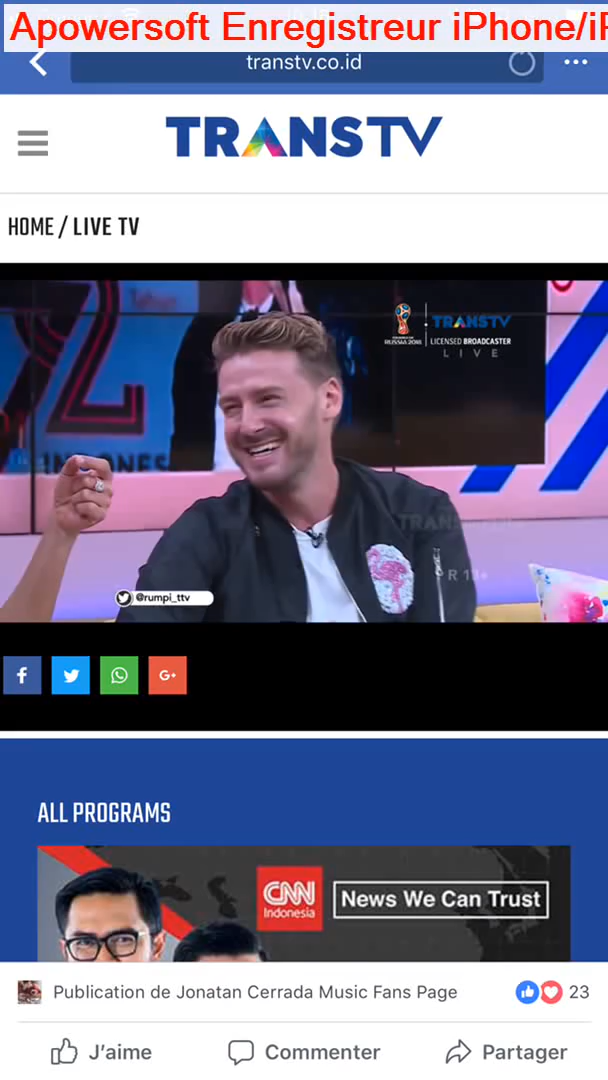 Apowersoft Enregistreur iPhone/iP
transtv.co.id
TRANSTV
HOME / LIVE TV
TRANSTV
RUSSIA 2018
LICENSED BROADCASTER
LIVE
TRANS
R 13+
@rumpi_ttv
f
G+
ALL PROGRAMS
CNN
Indonesia
News We Can Trust
Publication de Jonatan Cerrada Music Fans Page
23
J'aime
Commenter
Partager